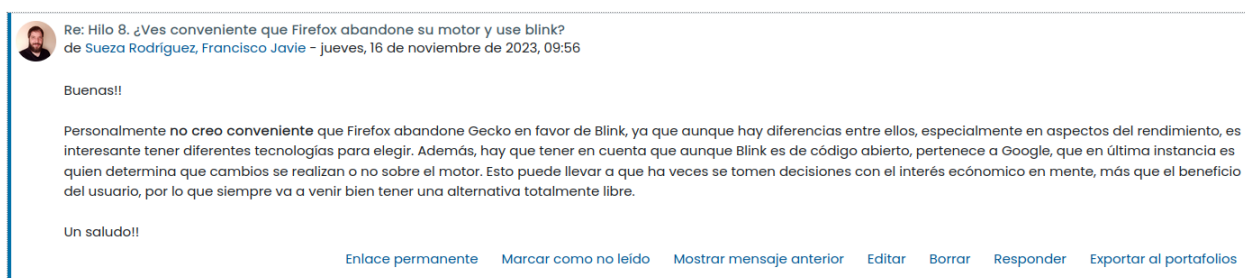 Re: Hilo 8. ¿Ves conveniente que Firefox abandone su motor y use blink?
de Sueza Rodríguez, Francisco Javie - jueves, 16 de noviembre de 2023, 09:56
Buenas!!
Personalmente no creo conveniente que Firefox abandone Gecko en favor de Blink, ya que aunque hay diferencias entre ellos, especialmente en aspectos del rendimiento, es
interesante tener diferentes tecnologías para elegir. Además, hay que tener en cuenta que aunque Blink es de código abierto, pertenece a Google, que en última instancia es
quien determina que cambios se realizan o no sobre el motor. Esto puede llevar a que ha veces se tomen decisiones con el interés ecónomico en mente, más que el beneficio
del usuario, por lo que siempre va a venir bien tener una alternativa totalmente libre.
Un saludo!!
Enlace permanente Marcar como no leído Mostrar mensaje anterior Editar Borrar Responder Exportar al portafolios